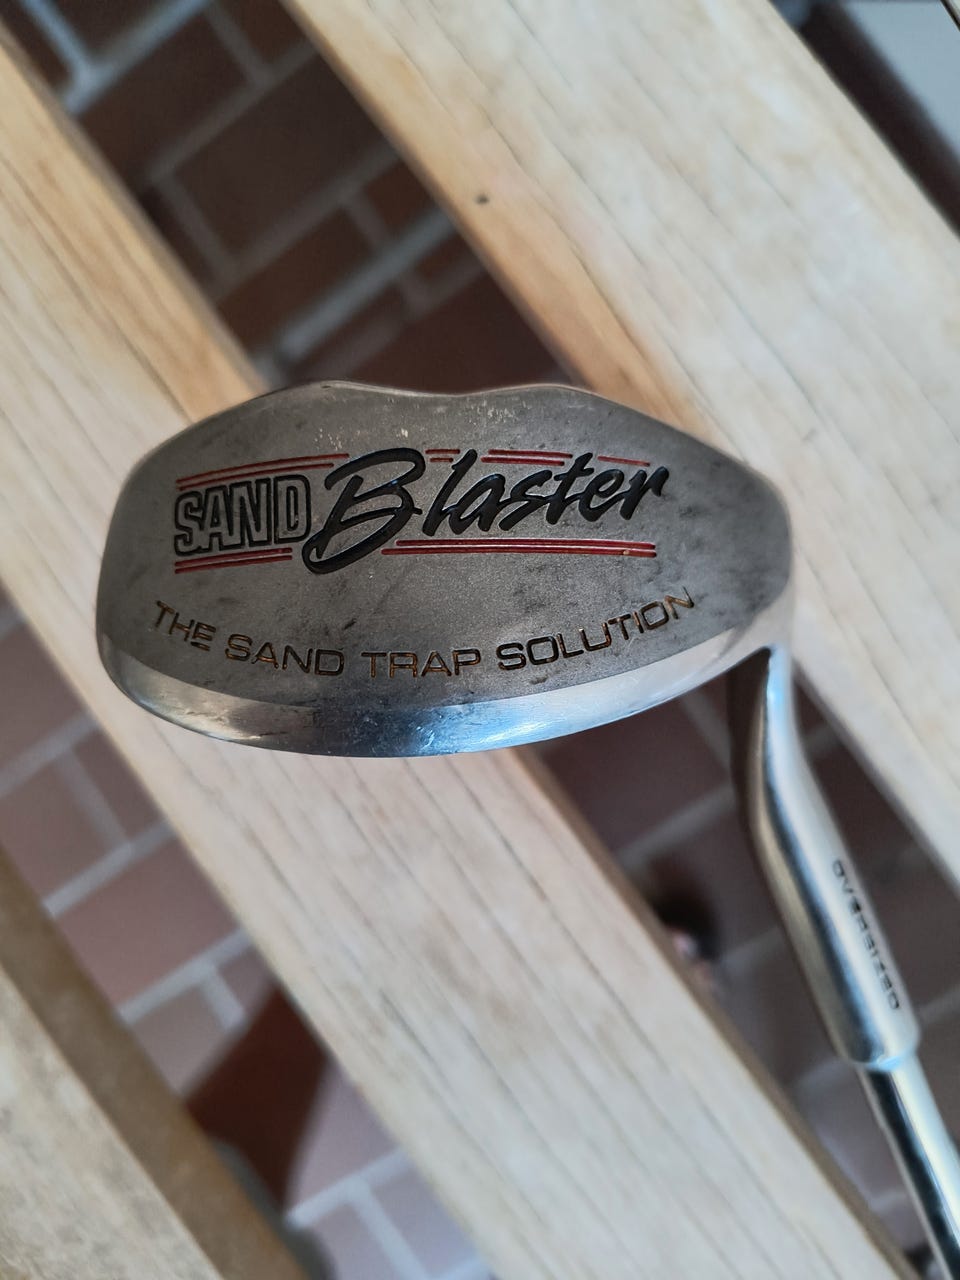 SAND Blaster
THE SAND TRAP SOLUTION
OVERSIZED